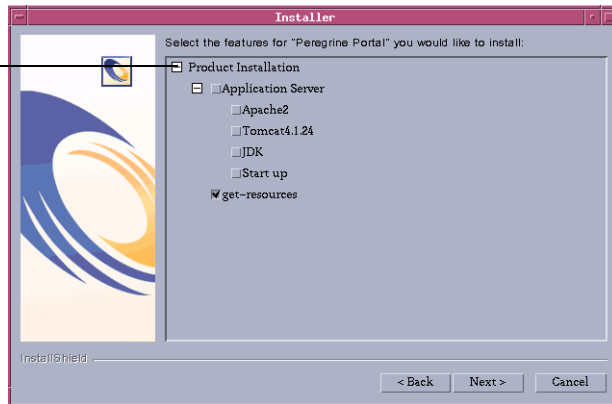 Installer
Select the features for "Peregrine Portal" you would like to install:
Product Installation
Application Server
Apache2
Tomcat4.1.24
JDK
Start up
get-resources
InstallShield
< Back
Next >
Cancel